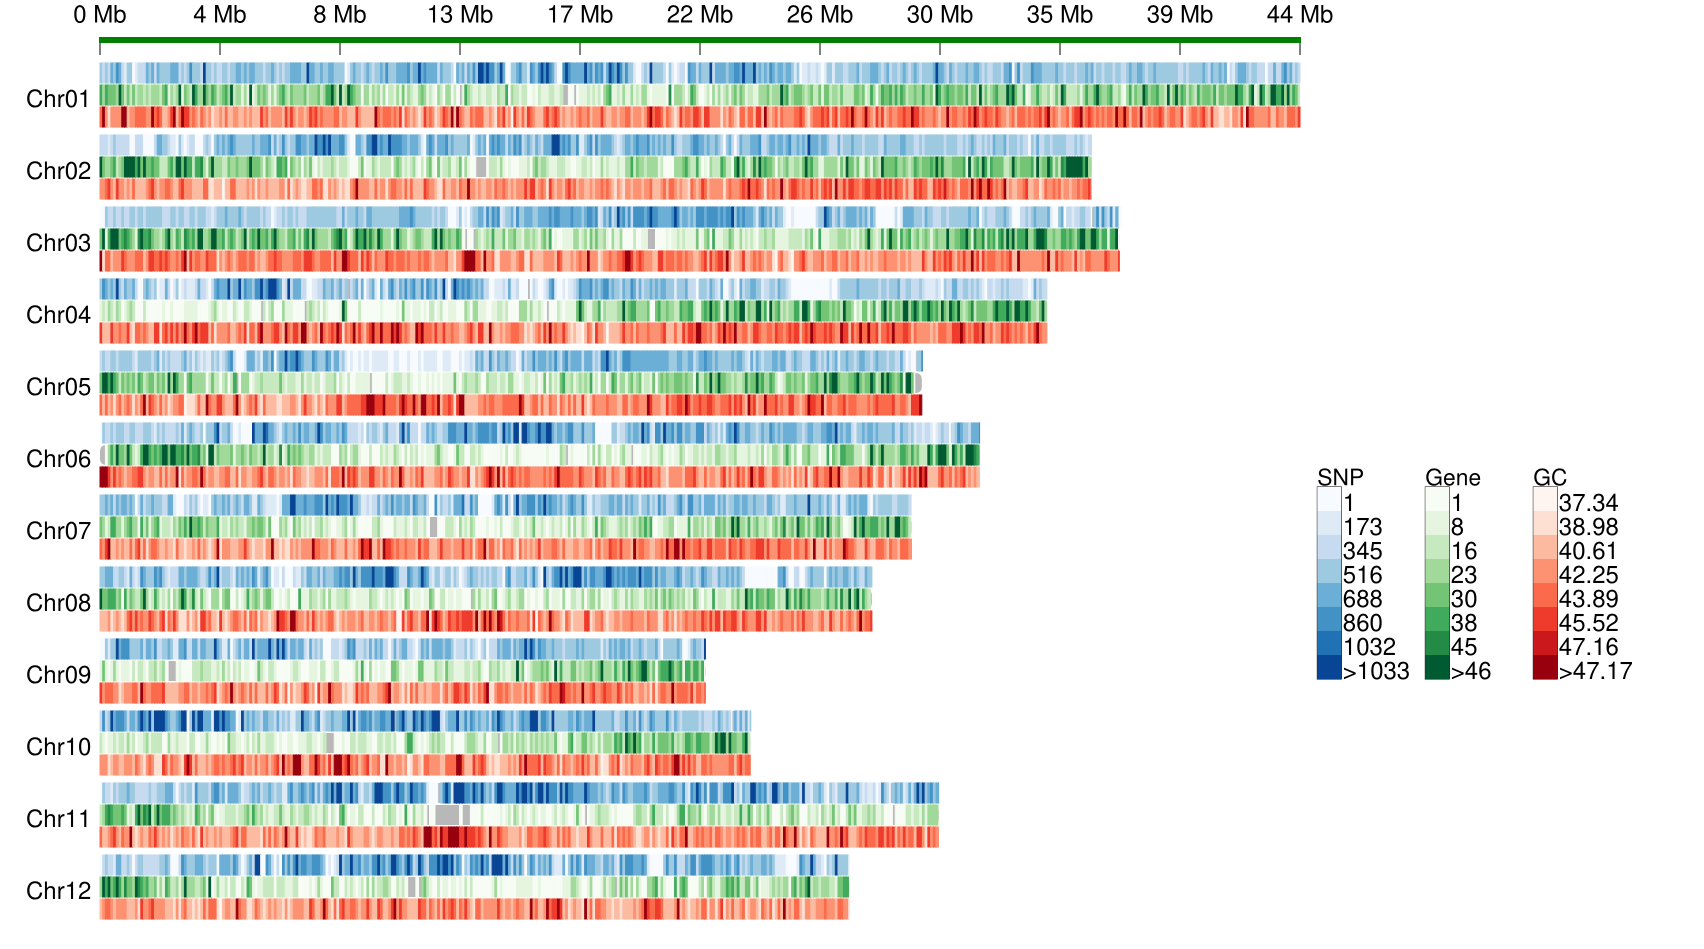 0 Mb 4 Mb 8 Mb 13 Mb 17 Mb 22 Mb 26 Mb 30 Mb 35 Mb 39 Mb 44 Mb
Chr01
Chr02
Chr03
Chr04
Chr05
Chr06
Chr07
Chr08
Chr09
Chr10
Chr11
Chr12
SNP Gene GC
1 1 37.34
173 8 38.98
345 16 40.61
516 23 42.25
688 30 43.89
860 38 45.52
1032 45 47.16
>1033 >46 >47.17